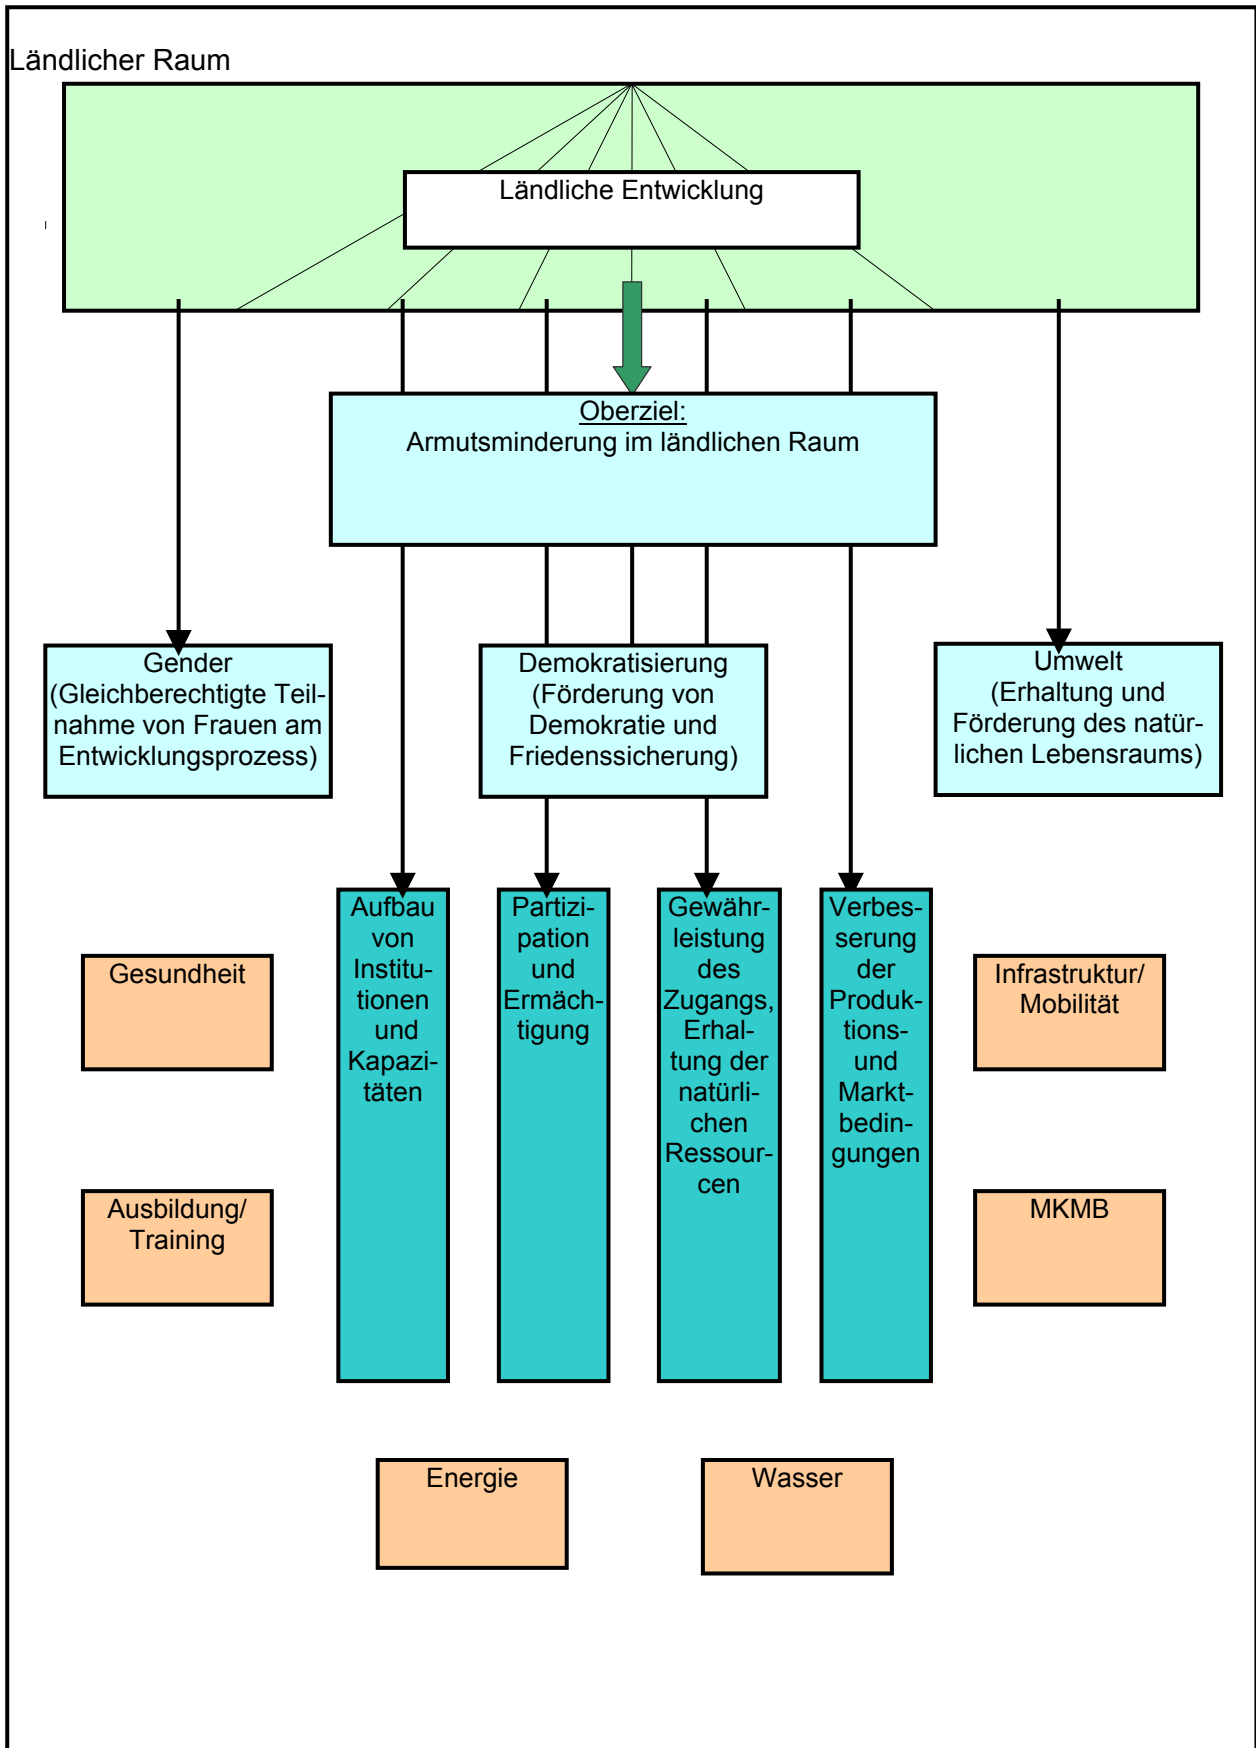 Ländlicher Raum
Ländliche Entwicklung
Oberziel:
Armutsminderung im ländlichen Raum
Gender
(Gleichberechtigte Teil-
nahme von Frauen am
Entwicklungsprozess)
Demokratisierung
(Förderung von
Demokratie und
Friedenssicherung)
Umwelt
(Erhaltung und
Förderung des natür-
lichen Lebensraums)
Aufbau
von
Institu-
tionen
und
Kapazi-
täten
Partizi-
pation
und
Ermäch-
tigung
Gewähr-
leistung
des
Zugangs,
Erhal-
tung der
natürli-
chen
Ressour-
cen
Verbes-
serung
der
Produk-
tions-
und
Markt-
bedin-
gungen
Gesundheit
Infrastruktur/
Mobilität
Ausbildung/
Training
MKMB
Energie
Wasser